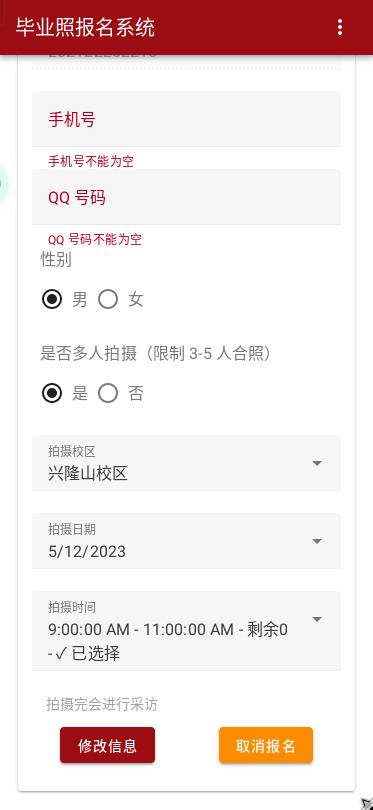 毕业照报名系统
手机号
手机号不能为空
QQ 号码
QQ 号码不能为空
性别
男 女
是否多人拍摄（限制 3-5 人合照）
是 否
拍摄校区
兴隆山校区
拍摄日期
5/12/2023
拍摄时间
9:00:00 AM - 11:00:00 AM - 剩余0
- ✓ 已选择
拍摄完会进行采访
修改信息 取消报名